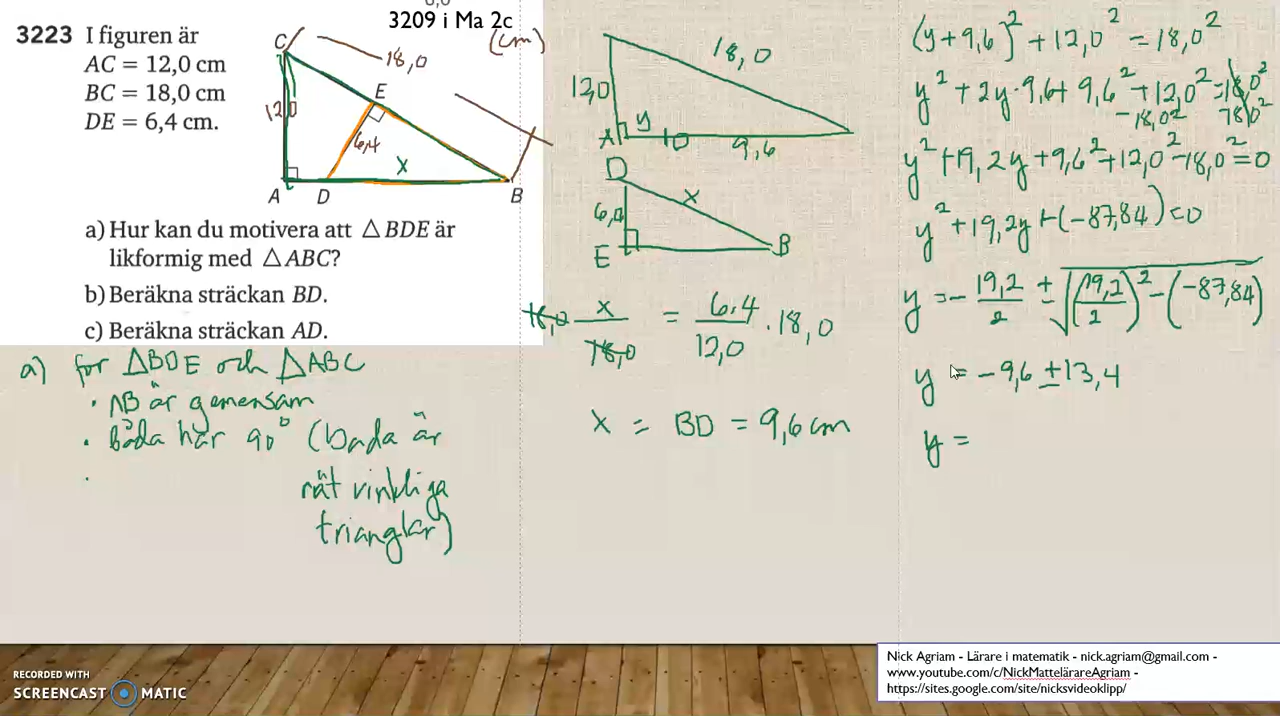 3209 i Ma 2c
3223 I figuren är
AC = 12,0 cm
BC = 18,0 cm
DE = 6,4 cm.
(cm)
C
18,0
E
12,0
6,4
x
A
D
B
a) Hur kan du motivera att △BDE är
likformig med △ABC?
b) Beräkna sträckan BD.
c) Beräkna sträckan AD.
a) för △BDE och △ABC
· ∧B är gemensam
· båda har 90° (bada är
rät vinkliga
trianglar)
18,0
12,0
y
A
D
9,6
x
6,4
E
B
18,0 · x / 18,0 = 6.4 / 12,0 · 18,0
x = BD = 9,6 cm
(y + 9,6)² + 12,0² = 18,0²
y² + 2y·9,6 + 9,6² + 12,0² = 18,0²
-18,0² 18,0²
y² + 19,2y + 9,6² + 12,0² - 18,0² = 0
y² + 19,2y + (-87,84) = 0
y = - 19,2 / 2 ± √((19,2 / 2)² - (-87,84))
y = -9,6 ± 13,4
y =
RECORDED WITH
SCREENCAST MATIC
Nick Agriam - Lärare i matematik - nick.agriam@gmail.com -
www.youtube.com/c/NickMattelärareAgriam -
https://sites.google.com/site/nicksvideoklipp/